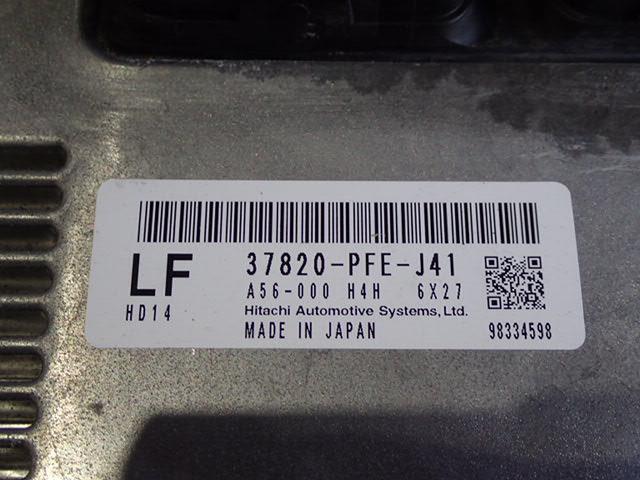 LF 37820-PFE-J41
HD14 A56-000 H4H 6X27
Hitachi Automotive Systems, Ltd.
MADE IN JAPAN 98334598